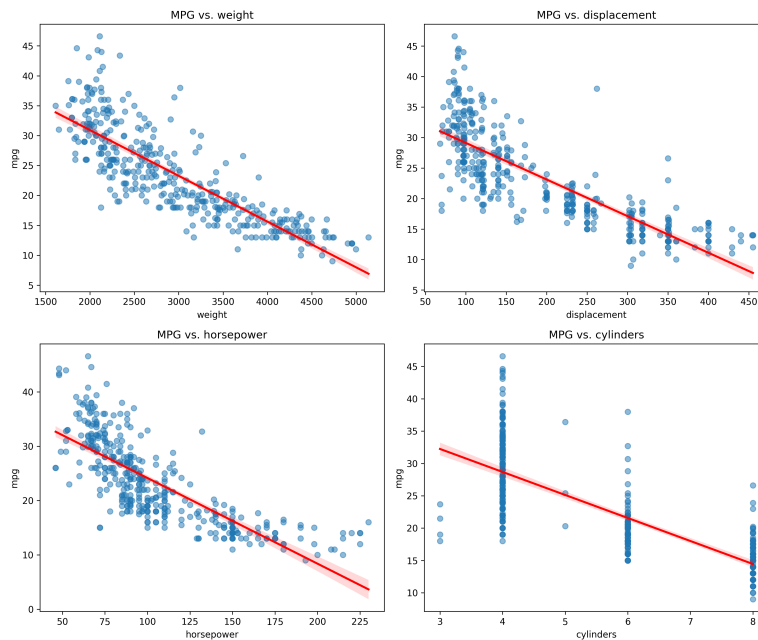 MPG vs. weight
45
40
35
30
25
20
15
10
5
mpg
1500 2000 2500 3000 3500 4000 4500 5000
weight
MPG vs. displacement
45
40
35
30
25
20
15
10
5
mpg
50 100 150 200 250 300 350 400 450
displacement
MPG vs. horsepower
40
30
20
10
0
mpg
50 75 100 125 150 175 200 225
horsepower
MPG vs. cylinders
45
40
35
30
25
20
15
10
mpg
3 4 5 6 7 8
cylinders